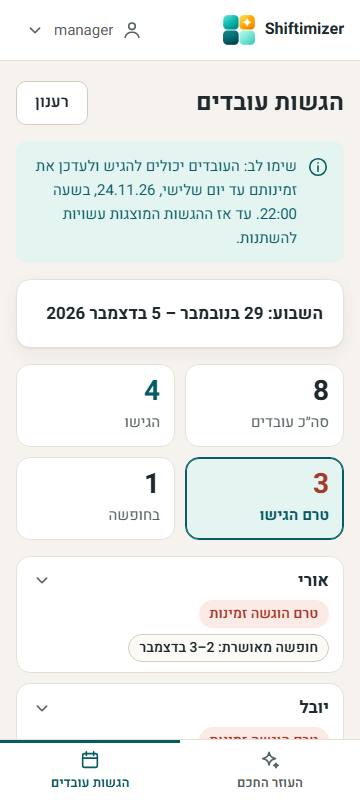 Shiftimizer
manager
הגשות עובדים
רענון
שימו לב: העובדים יכולים להגיש ולעדכן את
זמינותם עד יום שלישי, 24.11.26, בשעה
22:00. עד אז ההגשות המוצגות עשויות
להשתנות.
השבוע: 29 בנובמבר – 5 בדצמבר 2026
8
סה"כ עובדים
4
הגישו
3
טרם הגישו
1
בחופשה
אורי
טרם הוגשה זמינות
חופשה מאושרת: 2–3 בדצמבר
יובל
טרם הוגשה זמינות
העוזר החכם
הגשות עובדים